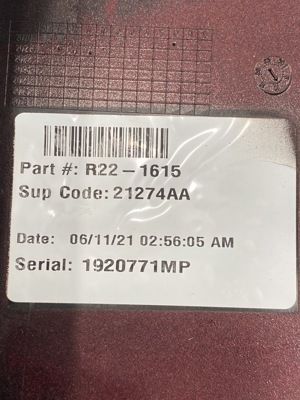 Part #: R22-1615
Sup Code: 21274AA
Date: 06/11/21 02:56:05 AM
Serial: 1920771MP